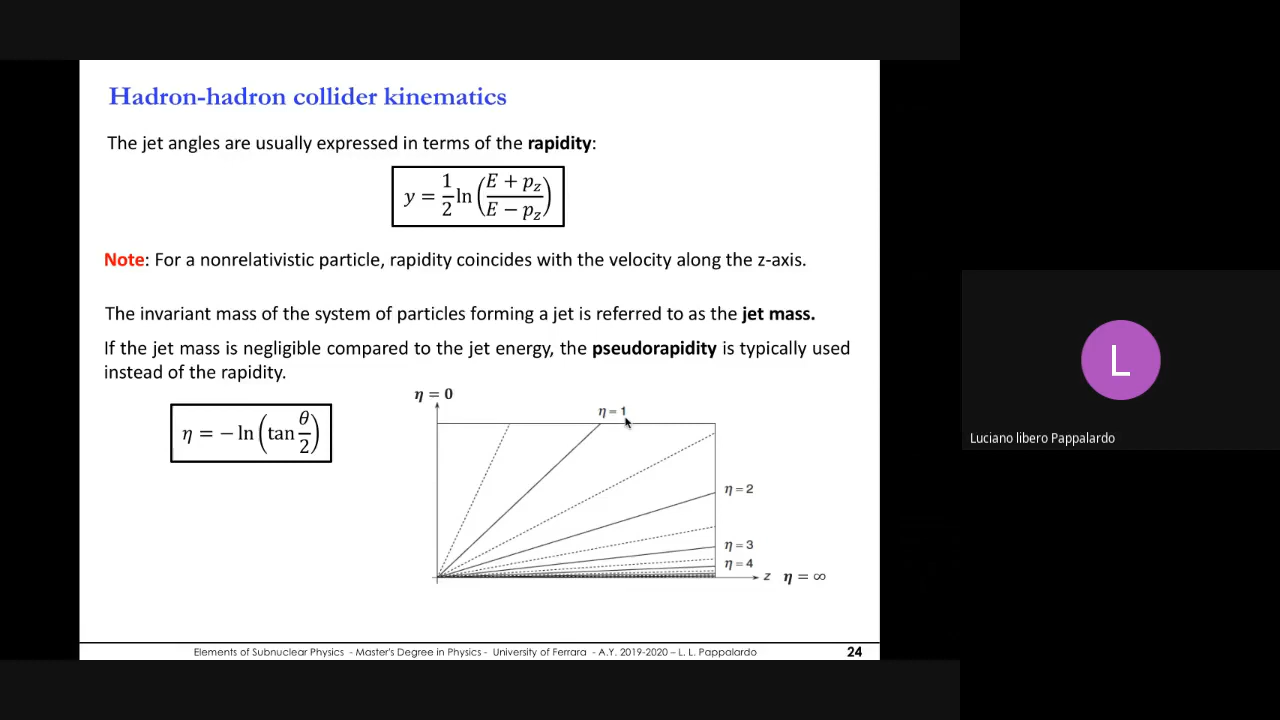 Hadron-hadron collider kinematics
The jet angles are usually expressed in terms of the rapidity:
y = 1/2 ln (E + p_z / E − p_z)
Note: For a nonrelativistic particle, rapidity coincides with the velocity along the z-axis.
The invariant mass of the system of particles forming a jet is referred to as the jet mass.
If the jet mass is negligible compared to the jet energy, the pseudorapidity is typically used
instead of the rapidity.
η = − ln (tan θ/2)
η = 0
η = 1
η = 2
η = 3
η = 4
z η = ∞
L
Luciano libero Pappalardo
Elements of Subnuclear Physics - Master's Degree in Physics - University of Ferrara - A.Y. 2019-2020 – L. L. Pappalardo
24